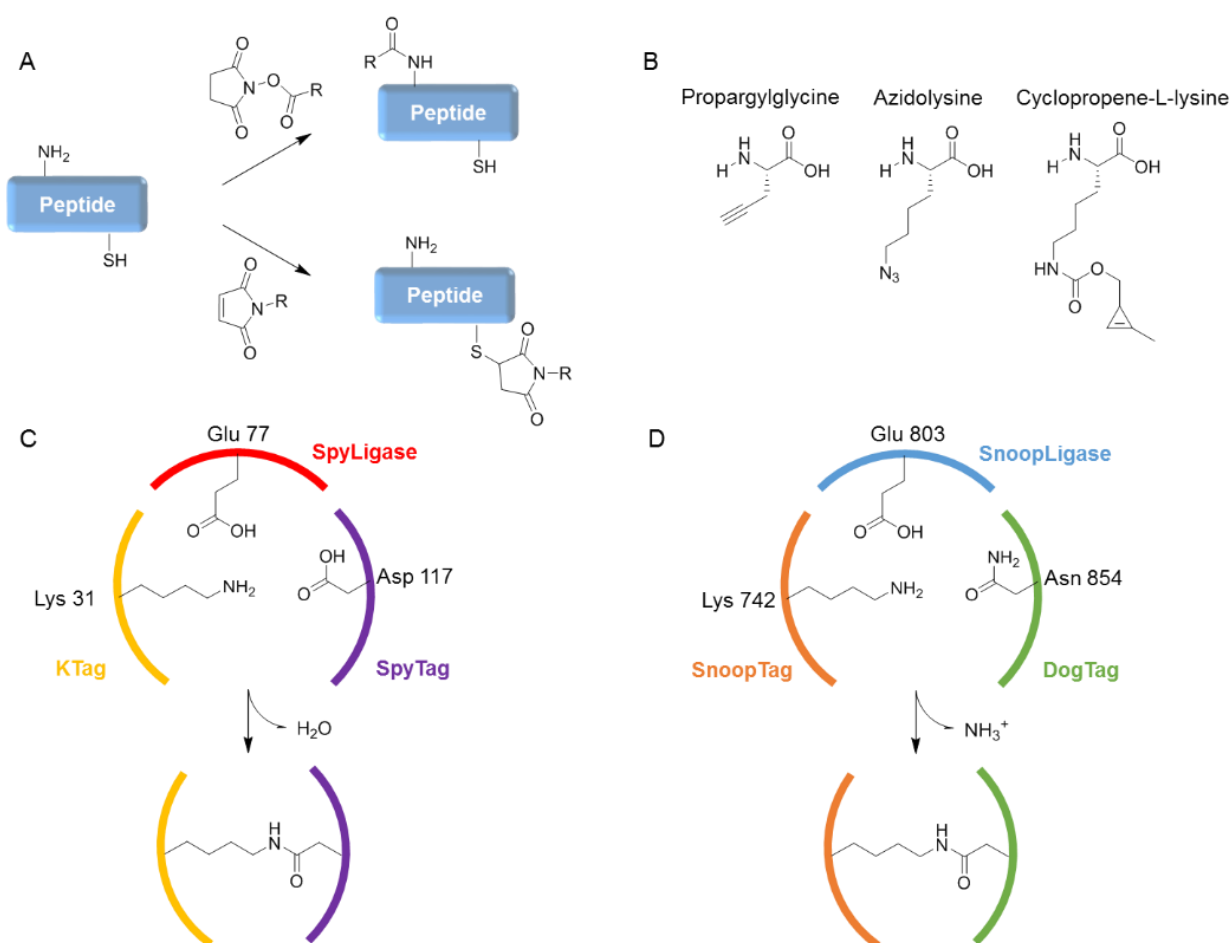 A
NH2
Peptide
SH
O
N
O
O
R
O
O
N
R
O
O
R
NH
Peptide
SH
NH2
Peptide
S
O
N
R
O
B
Propargylglycine
H
N
H
O
OH
Azidolysine
H
N
H
O
OH
N3
Cyclopropene-L-lysine
H
N
H
O
OH
HN
O
O
C
Glu 77
SpyLigase
O
OH
Lys 31
NH2
OH
O
Asp 117
KTag
SpyTag
H2O
H
N
O
D
Glu 803
SnoopLigase
O
OH
Lys 742
NH2
NH2
O
Asn 854
SnoopTag
DogTag
NH3+
H
N
O